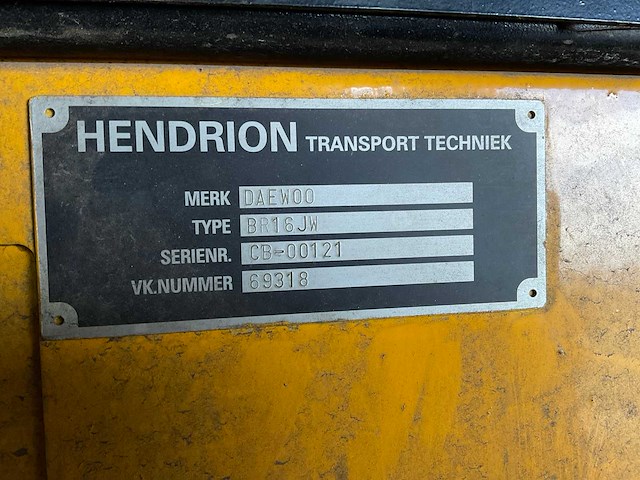 HENDRION TRANSPORT TECHNIEK
MERK DAEWOO
TYPE BR16JW
SERIENR. CB-00121
VK.NUMMER 69318